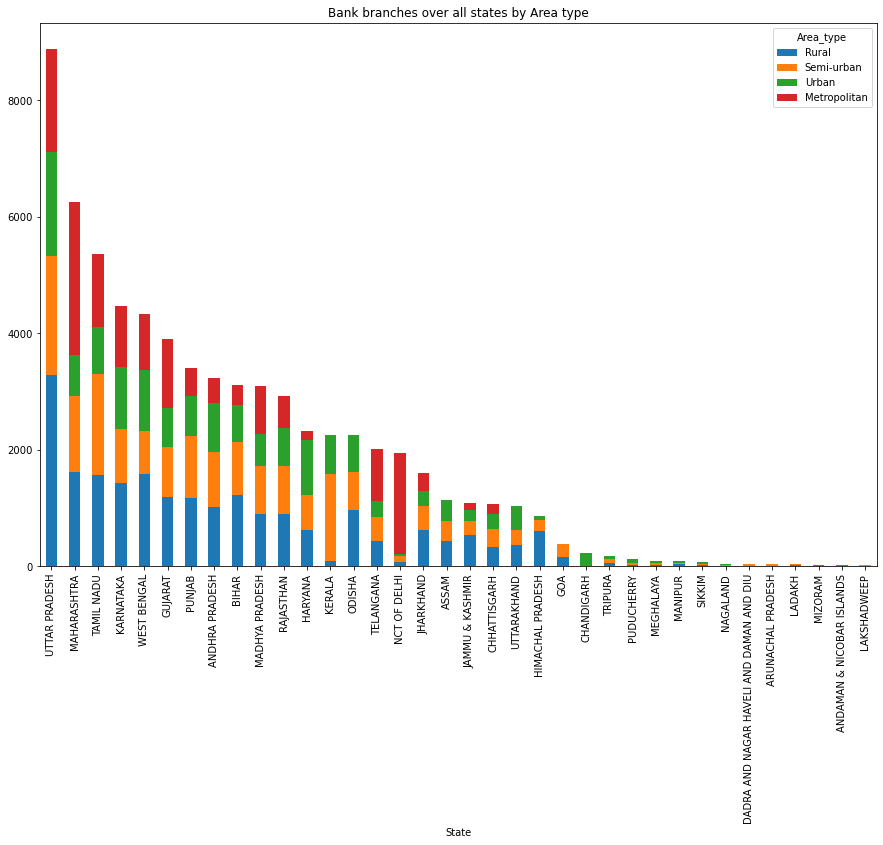 Bank branches over all states by Area type
Area_type
Rural
Semi-urban
Urban
Metropolitan
8000
6000
4000
2000
0
UTTAR PRADESH
MAHARASHTRA
TAMIL NADU
KARNATAKA
WEST BENGAL
GUJARAT
PUNJAB
ANDHRA PRADESH
BIHAR
MADHYA PRADESH
RAJASTHAN
HARYANA
KERALA
ODISHA
TELANGANA
NCT OF DELHI
JHARKHAND
ASSAM
JAMMU & KASHMIR
CHHATTISGARH
UTTARAKHAND
HIMACHAL PRADESH
GOA
CHANDIGARH
TRIPURA
PUDUCHERRY
MEGHALAYA
MANIPUR
SIKKIM
NAGALAND
DADRA AND NAGAR HAVELI AND DAMAN AND DIU
ARUNACHAL PRADESH
LADAKH
MIZORAM
ANDAMAN & NICOBAR ISLANDS
LAKSHADWEEP
State